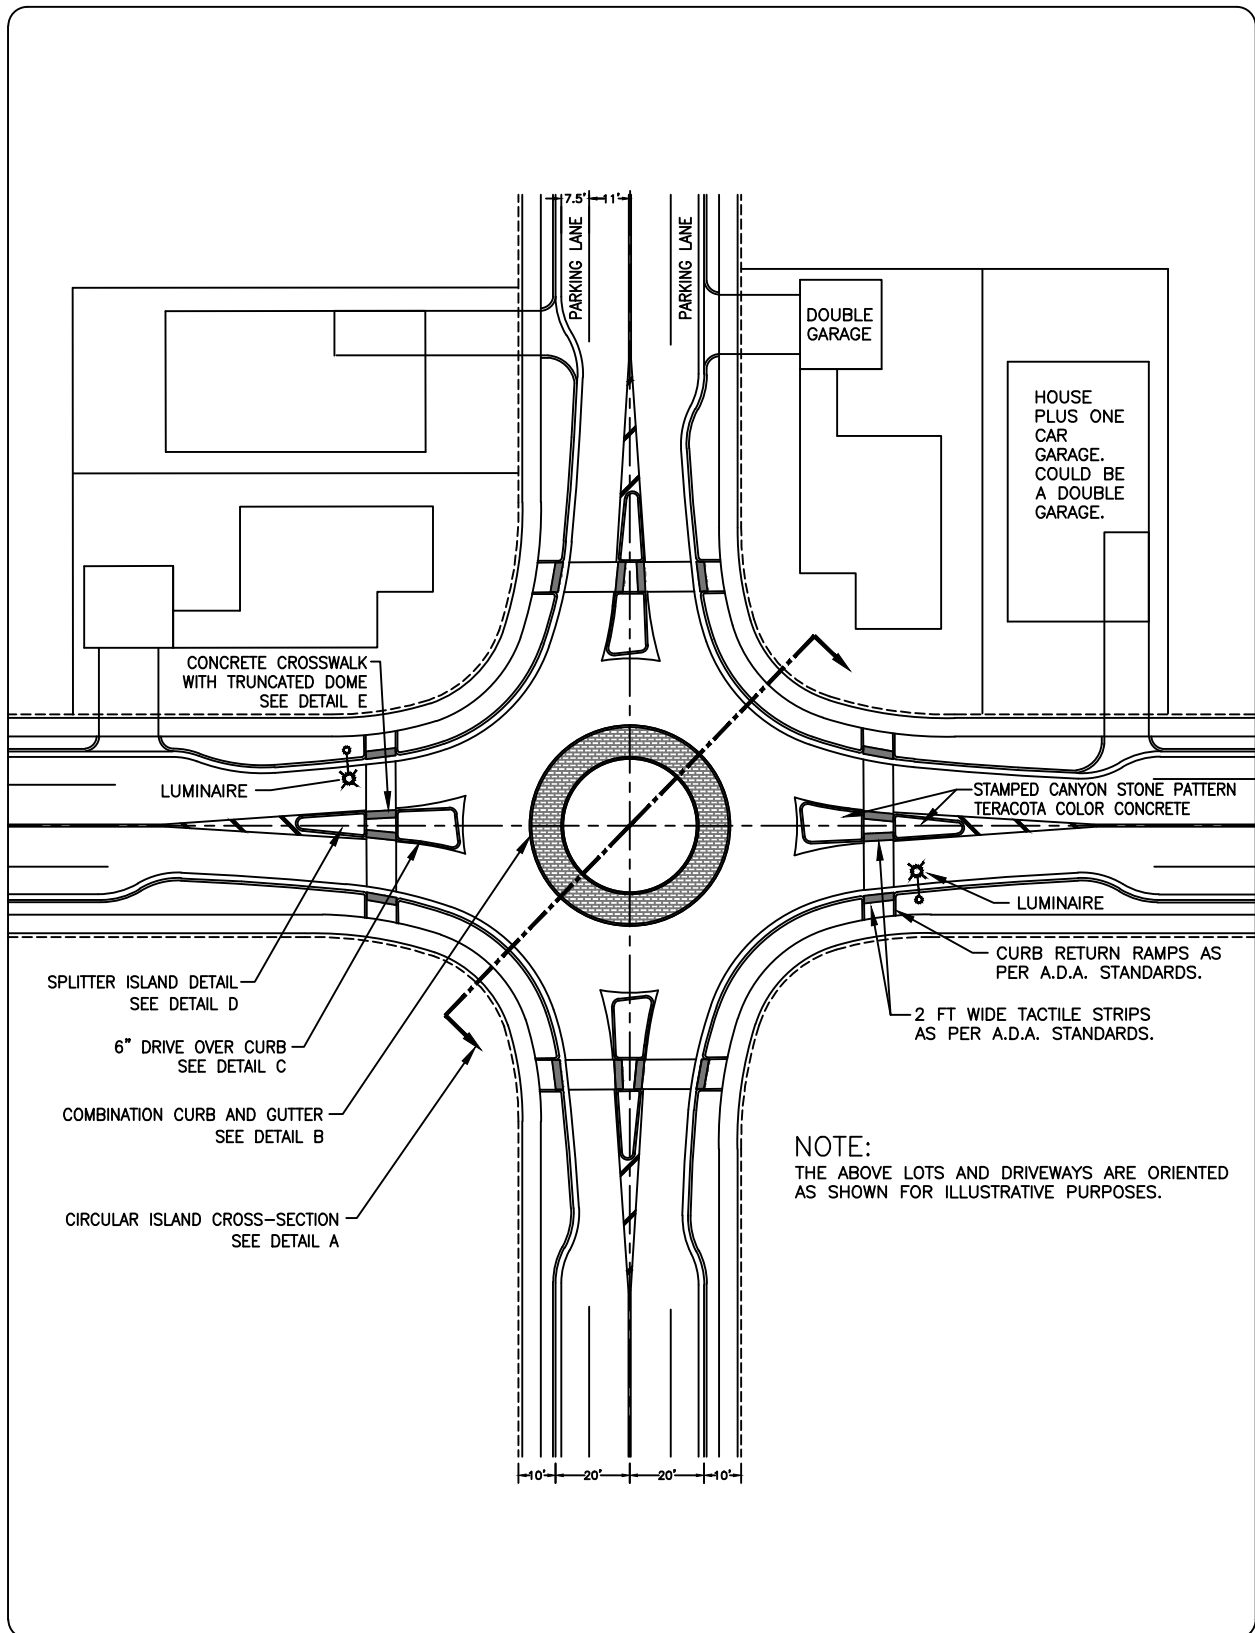 7.5' 11'
PARKING LANE
PARKING LANE
DOUBLE
GARAGE
HOUSE
PLUS ONE
CAR
GARAGE.
COULD BE
A DOUBLE
GARAGE.
CONCRETE CROSSWALK
WITH TRUNCATED DOME
SEE DETAIL E
LUMINAIRE
STAMPED CANYON STONE PATTERN
TERACOTA COLOR CONCRETE
LUMINAIRE
CURB RETURN RAMPS AS
PER A.D.A. STANDARDS.
2 FT WIDE TACTILE STRIPS
AS PER A.D.A. STANDARDS.
SPLITTER ISLAND DETAIL
SEE DETAIL D
6" DRIVE OVER CURB
SEE DETAIL C
COMBINATION CURB AND GUTTER
SEE DETAIL B
CIRCULAR ISLAND CROSS-SECTION
SEE DETAIL A
NOTE:
THE ABOVE LOTS AND DRIVEWAYS ARE ORIENTED
AS SHOWN FOR ILLUSTRATIVE PURPOSES.
10' 20' 20' 10'